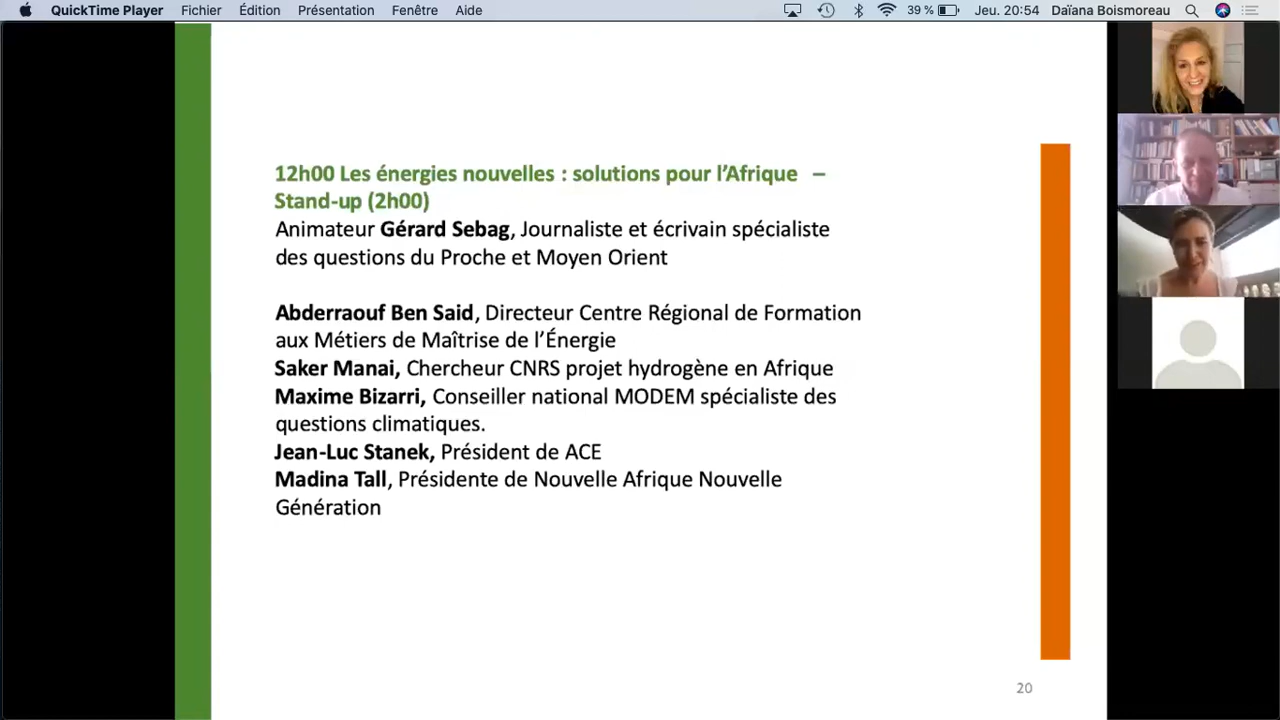 QuickTime Player Fichier Édition Présentation Fenêtre Aide 39 % Jeu. 20:54 Daïana Boismoreau
12h00 Les énergies nouvelles : solutions pour l’Afrique –
Stand-up (2h00)
Animateur Gérard Sebag, Journaliste et écrivain spécialiste
des questions du Proche et Moyen Orient
Abderraouf Ben Said, Directeur Centre Régional de Formation
aux Métiers de Maîtrise de l’Énergie
Saker Manai, Chercheur CNRS projet hydrogène en Afrique
Maxime Bizarri, Conseiller national MODEM spécialiste des
questions climatiques.
Jean-Luc Stanek, Président de ACE
Madina Tall, Présidente de Nouvelle Afrique Nouvelle
Génération
20